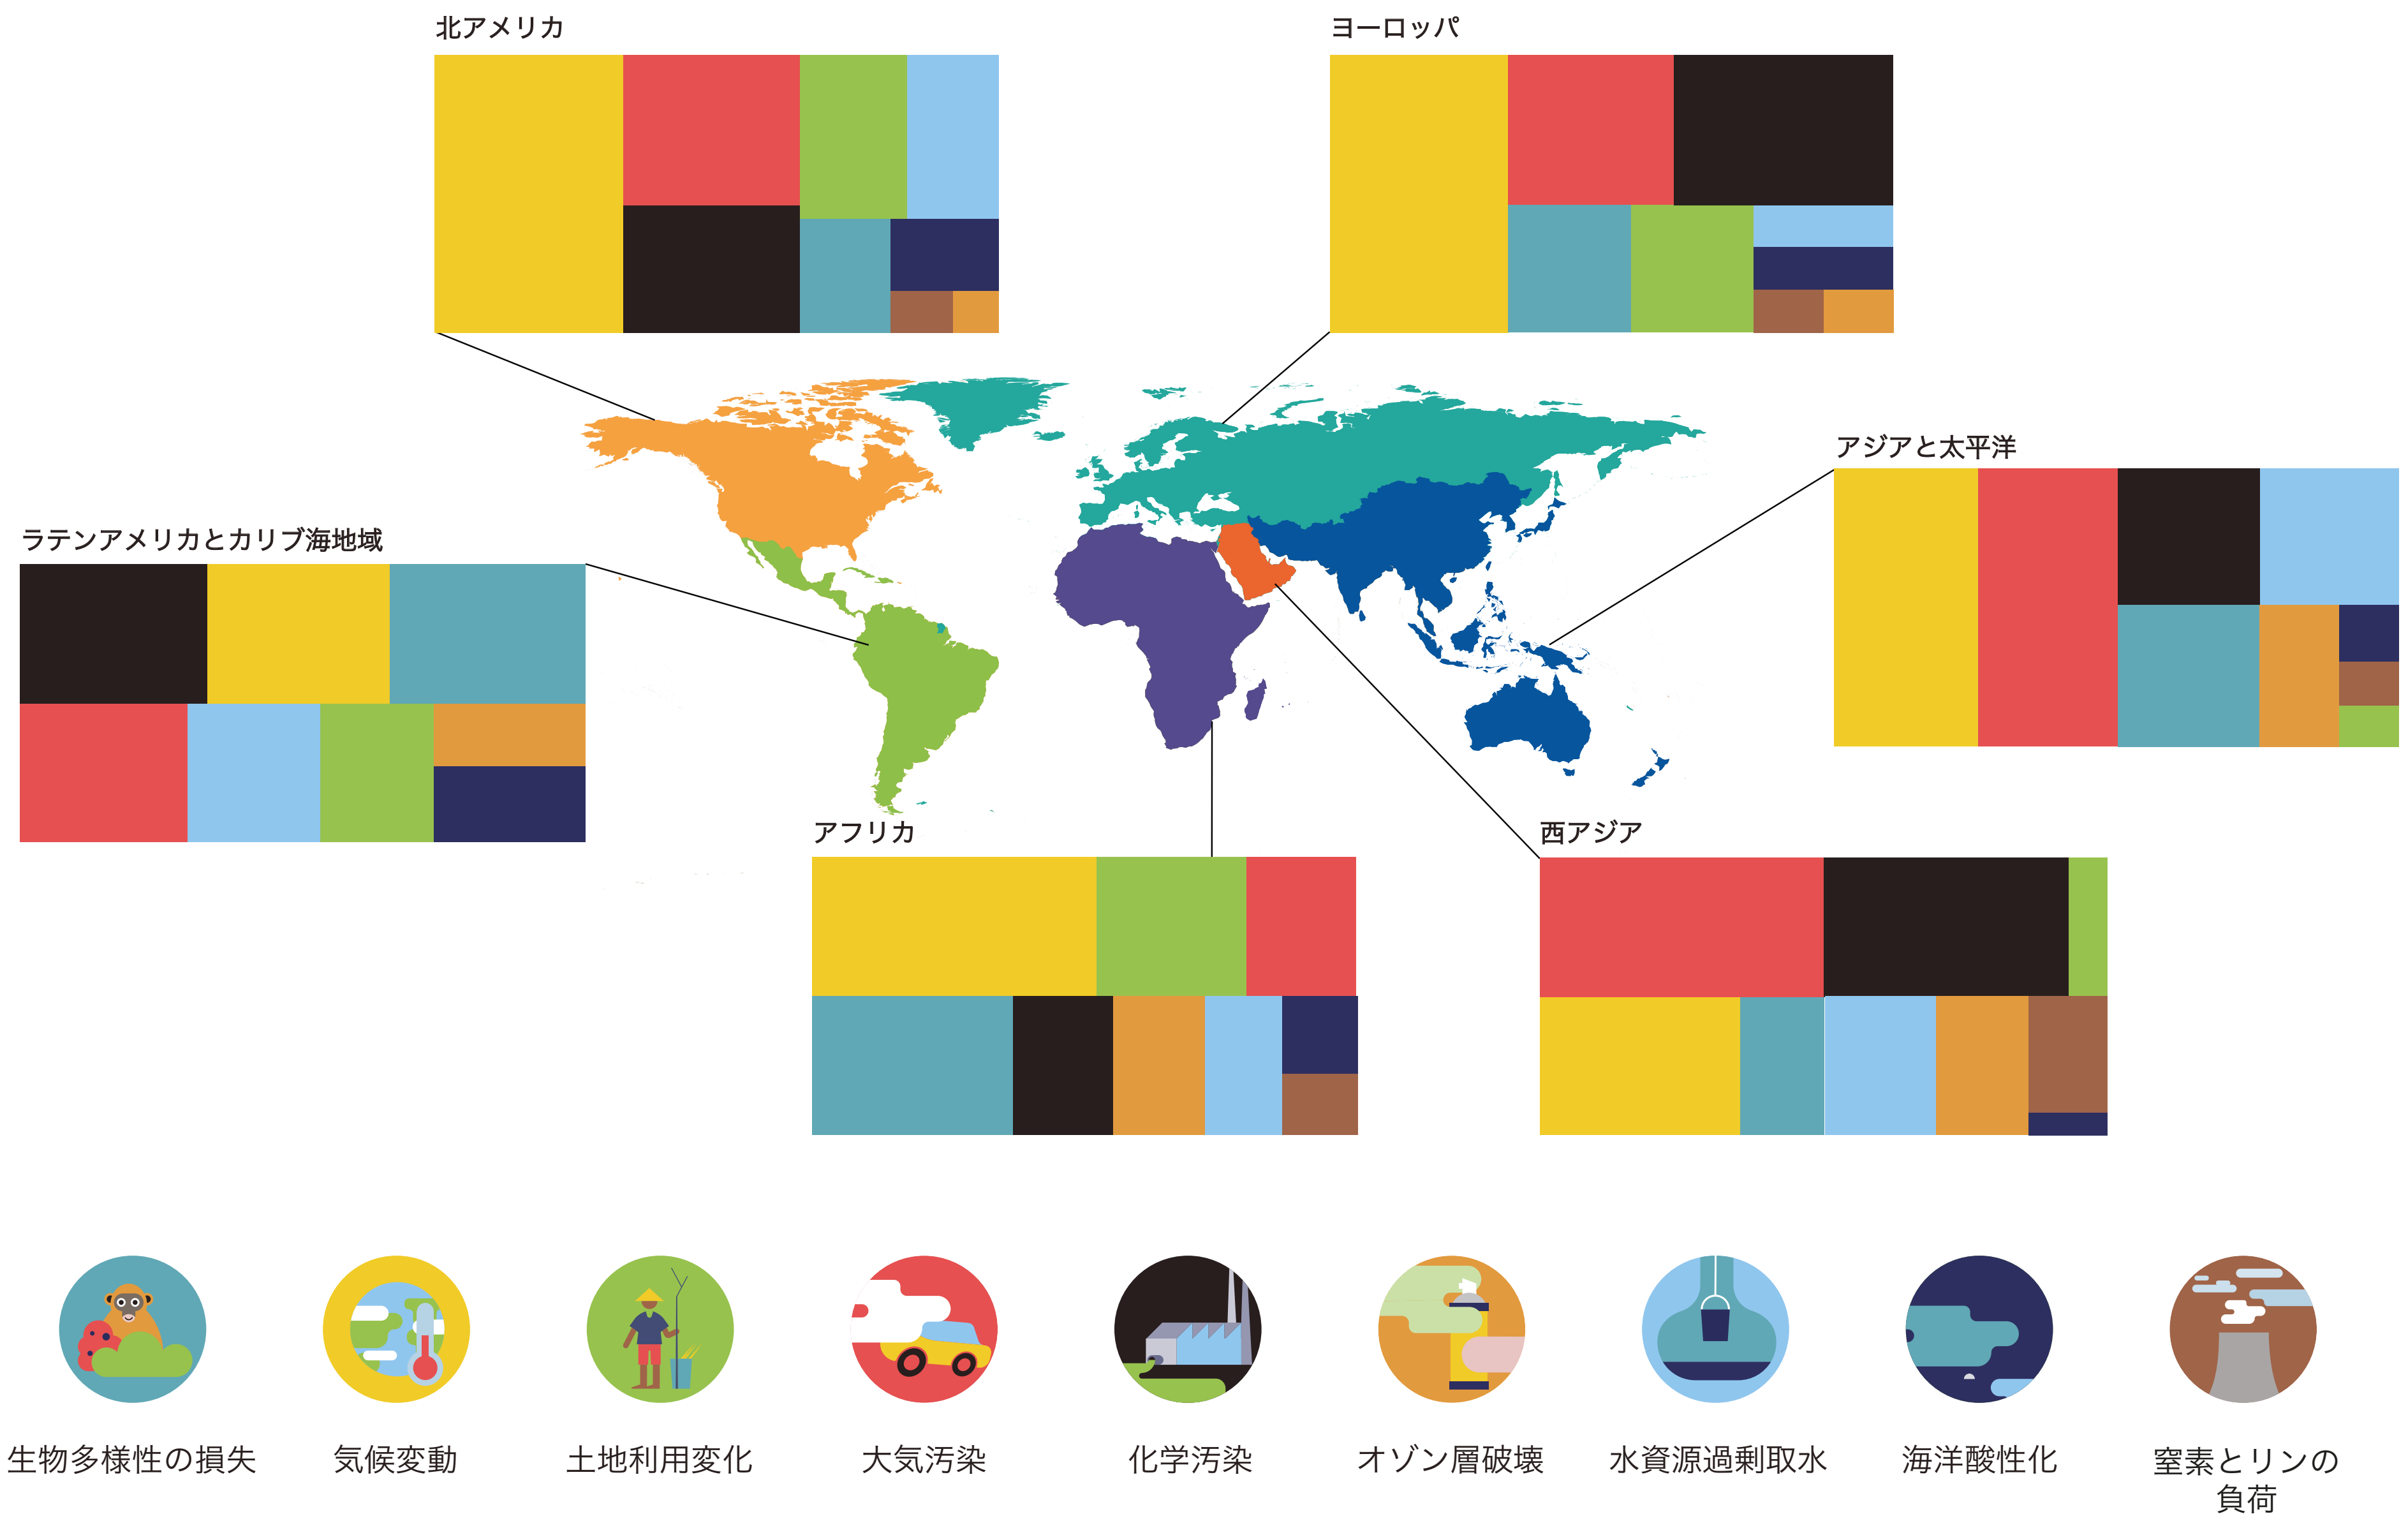 北アメリカ
ヨーロッパ
アジアと太平洋
ラテンアメリカとカリブ海地域
アフリカ
西アジア
生物多様性の損失
気候変動
土地利用変化
大気汚染
化学汚染
オゾン層破壊
水資源過剰取水
海洋酸性化
窒素とリンの
負荷